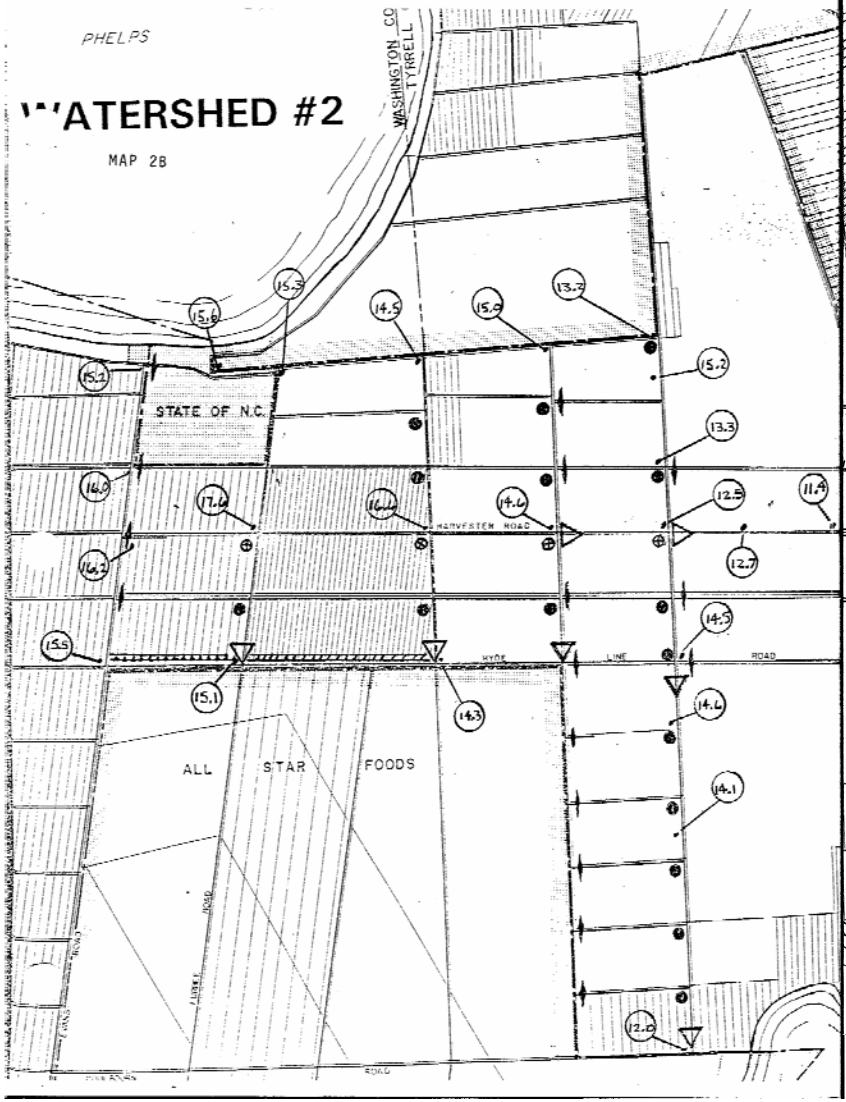 PHELPS
WASHINGTON CO
TYRRELL
WATERSHED #2
MAP 2B
15.3
15.6
14.5
15.0
13.2
15.2
15.2
STATE OF N.C.
13.3
16.0
17.6
16.6
14.6
12.5
11.4
HARVESTER ROAD
16.2
12.7
15.5
14.5
HYDE LINE ROAD
15.1
14.3
14.6
ALL STAR FOODS
14.1
ROAD
EVANS ROAD
12.0
ROAD